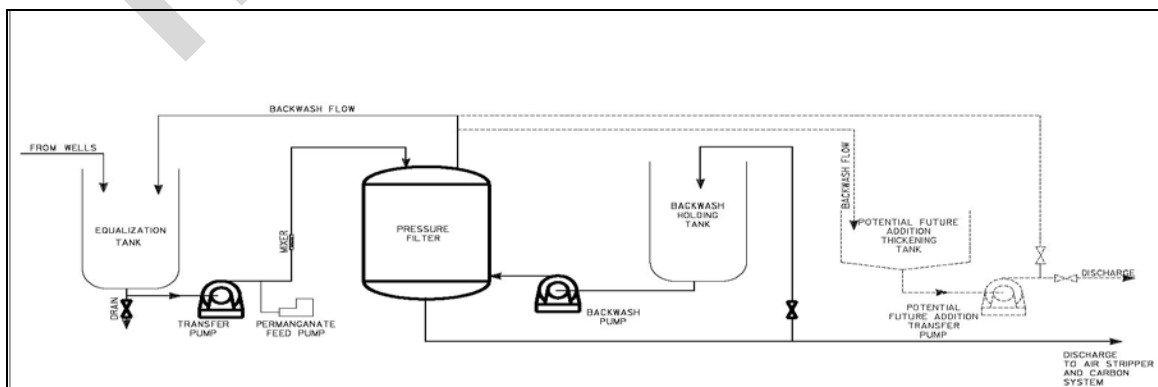 BACKWASH FLOW
FROM WELLS
EQUALIZATION
TANK
DRAIN
TRANSFER
PUMP
PERMANGANATE
FEED PUMP
MIXER
PRESSURE
FILTER
BACKWASH
PUMP
BACKWASH
HOLDING
TANK
BACKWASH FLOW
POTENTIAL FUTURE
ADDITION
THICKENING
TANK
POTENTIAL
FUTURE ADDITION
TRANSFER
PUMP
DISCHARGE
DISCHARGE
TO AIR STRIPPER
AND CARBON
SYSTEM